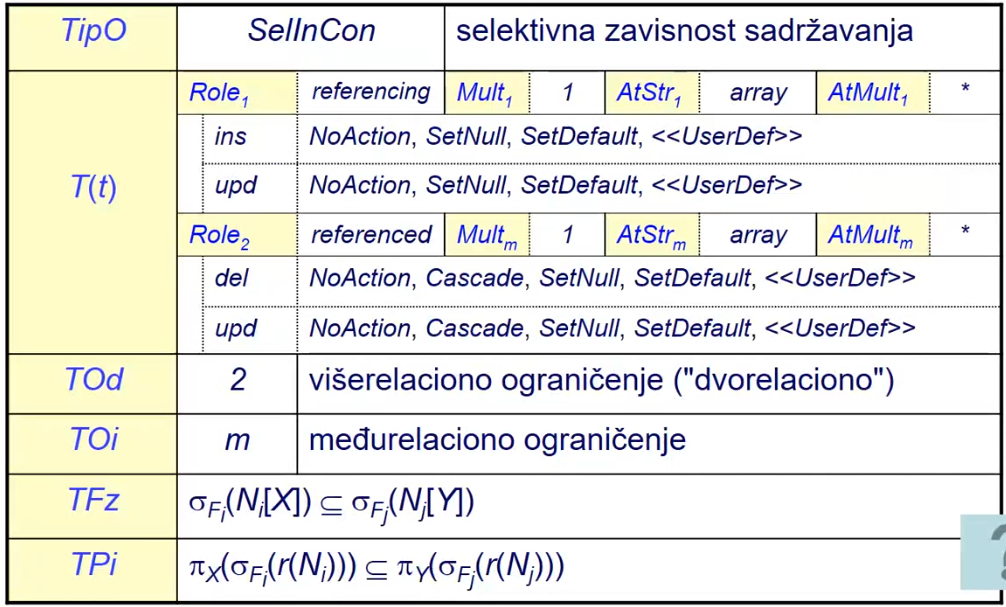 TipO SelInCon selektivna zavisnost sadržavanja
T(t)
Role₁ referencing Mult₁ 1 AtStr₁ array AtMult₁ *
ins NoAction, SetNull, SetDefault, <<UserDef>>
upd NoAction, SetNull, SetDefault, <<UserDef>>
Role₂ referenced Multₘ 1 AtStrₘ array AtMultₘ *
del NoAction, Cascade, SetNull, SetDefault, <<UserDef>>
upd NoAction, Cascade, SetNull, SetDefault, <<UserDef>>
TOd 2 višerelaciono ograničenje ("dvorelaciono")
TOi m međurelaciono ograničenje
TFz σFᵢ(Nᵢ[X]) ⊆ σFⱼ(Nⱼ[Y])
TPi πX(σFᵢ(r(Nᵢ))) ⊆ πY(σFⱼ(r(Nⱼ)))
?